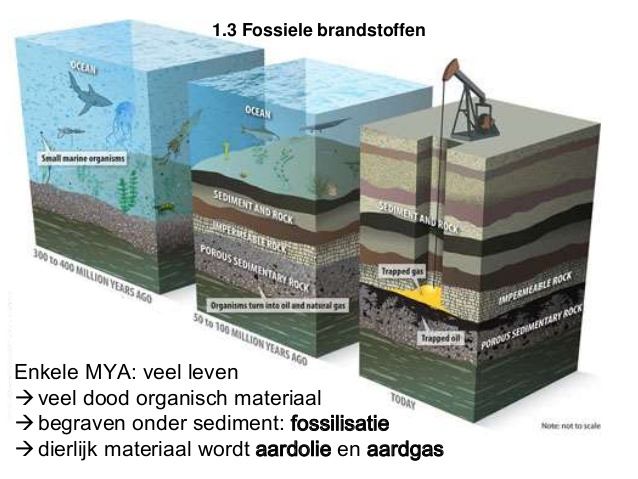 1.3 Fossiele brandstoffen
OCEAN
Small marine organisms
300 to 400 MILLION YEARS AGO
OCEAN
SEDIMENT AND ROCK
IMPERMEABLE ROCK
POROUS SEDIMENTARY ROCK
Organisms turn into oil and natural gas
50 to 100 MILLION YEARS AGO
SEDIMENT AND ROCK
Trapped gas
IMPERMEABLE ROCK
POROUS SEDIMENTARY ROCK
Trapped oil
TODAY
Note: not to scale
Enkele MYA: veel leven
→ veel dood organisch materiaal
→ begraven onder sediment: fossilisatie
→ dierlijk materiaal wordt aardolie en aardgas